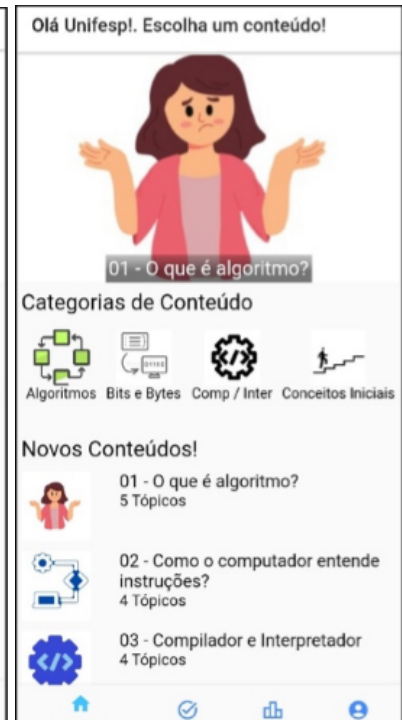 Olá Unifesp!. Escolha um conteúdo!
01 - O que é algoritmo?
Categorias de Conteúdo
Algoritmos Bits e Bytes Comp / Inter Conceitos Iniciais
Novos Conteúdos!
01 - O que é algoritmo?
5 Tópicos
02 - Como o computador entende
instruções?
4 Tópicos
03 - Compilador e Interpretador
4 Tópicos